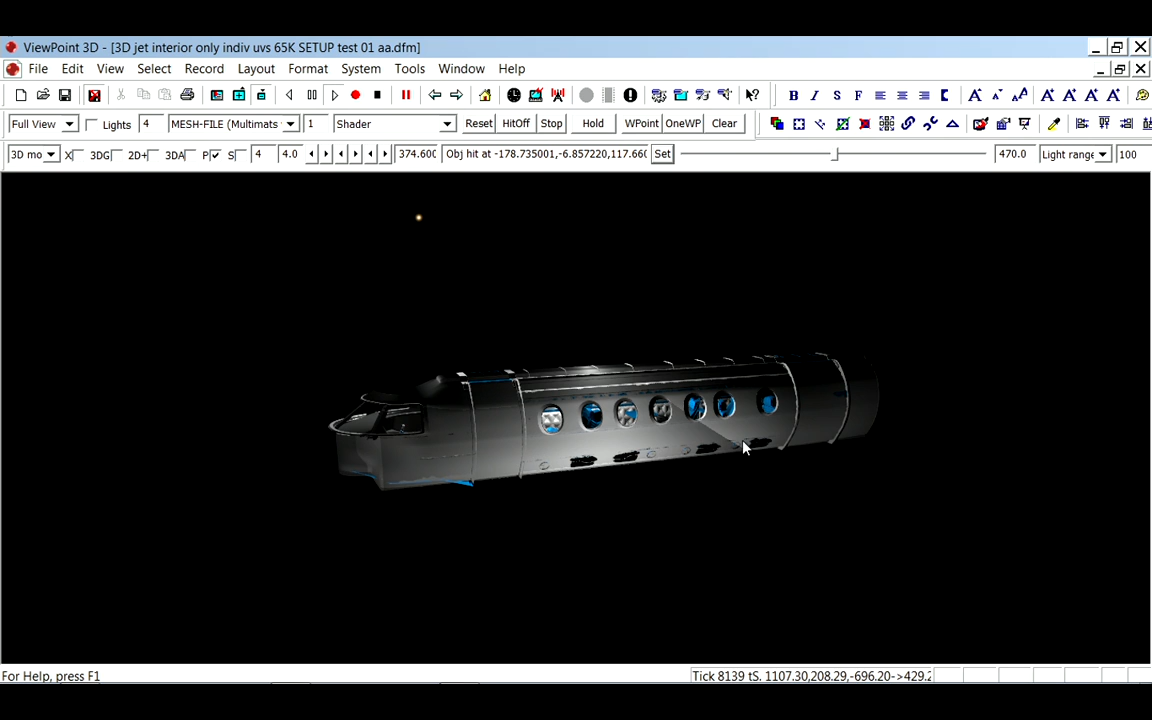 ViewPoint 3D - [3D jet interior only indiv uvs 65K SETUP test 01 aa.dfm]
File Edit View Select Record Layout Format System Tools Window Help
B I S F A A A A A A A
Full View Lights 4 MESH-FILE (Multimats 1 Shader Reset HitOff Stop Hold WPoint OneWP Clear
3D mo X 3DG 2D+ 3DA P S 4 4.0 374.600 Obj hit at -178.735001,-6.857220,117.660 Set 470.0 Light range 100
For Help, press F1 Tick 8139 tS. 1107.30,208.29,-696.20->429.2